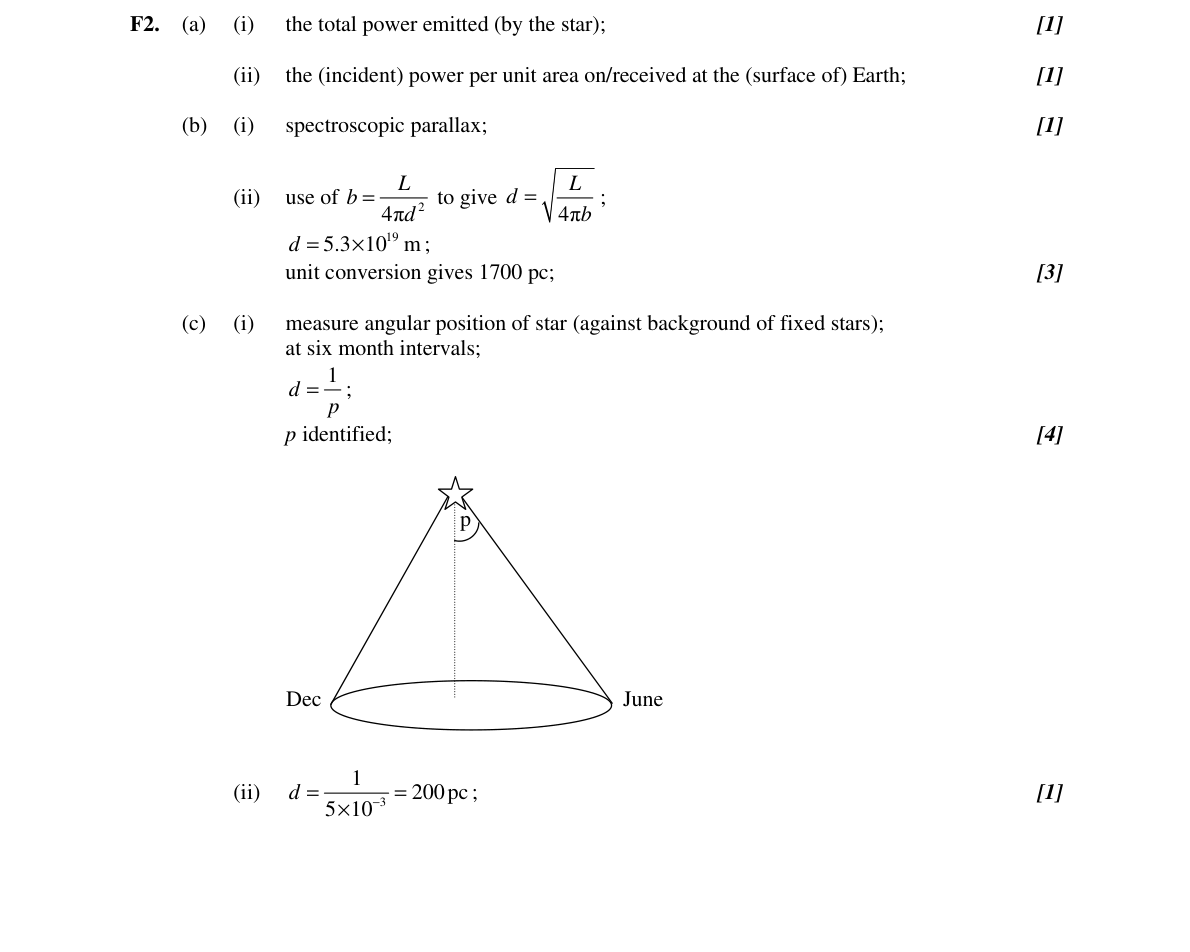 F2. (a) (i) the total power emitted (by the star); [1]
(ii) the (incident) power per unit area on/received at the (surface of) Earth; [1]
(b) (i) spectroscopic parallax; [1]
(ii) use of b = L/4πd² to give d = √(L/4πb) ;
d = 5.3×10¹⁹ m ;
unit conversion gives 1700 pc; [3]
(c) (i) measure angular position of star (against background of fixed stars);
at six month intervals;
d = 1/p ;
p identified; [4]
p
Dec June
(ii) d = 1/5×10⁻³ = 200 pc ; [1]